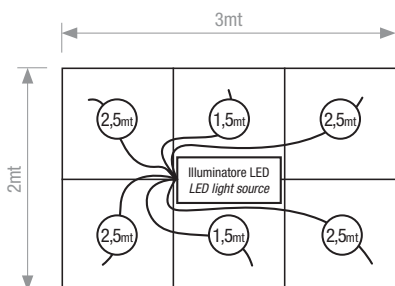 3mt
2mt
2,5mt
1,5mt
2,5mt
Illuminatore LED
LED light source
2,5mt
1,5mt
2,5mt